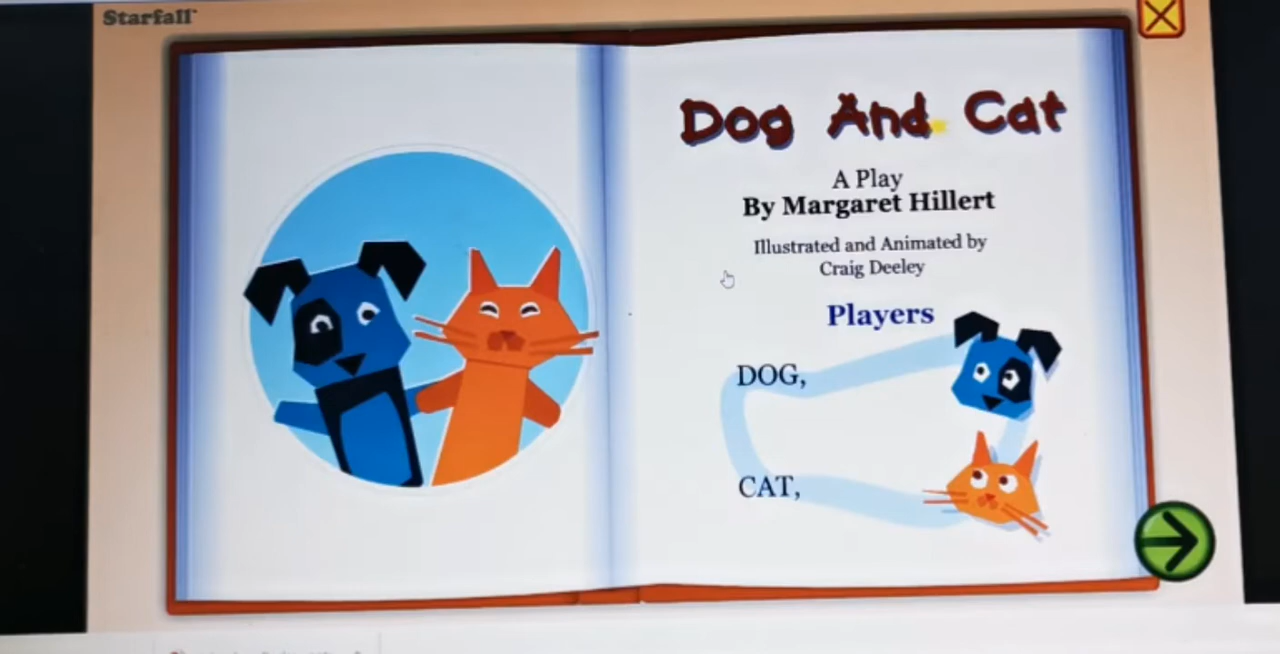 Starfall
Dog And Cat
A Play
By Margaret Hillert
Illustrated and Animated by
Craig Deeley
Players
DOG,
CAT,